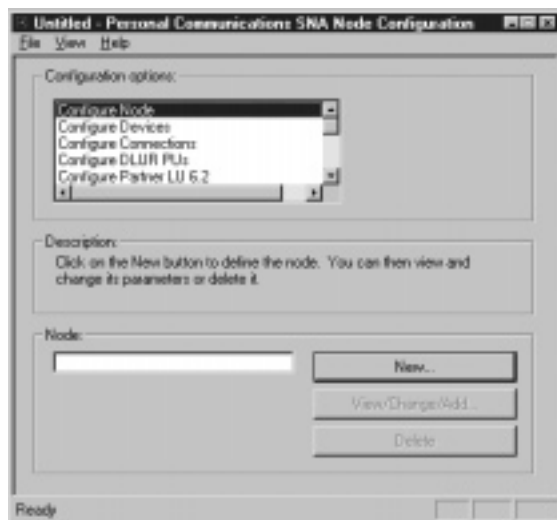 Untitled - Personal Communications SNA Node Configuration
File View Help
Configuration options:
Configure Node
Configure Devices
Configure Connections
Configure DLUR PUs
Configure Partner LU 6.2
Description:
Click on the New button to define the node. You can then view and
change its parameters or delete it.
Node:
New...
View/Change/Add...
Delete
Ready